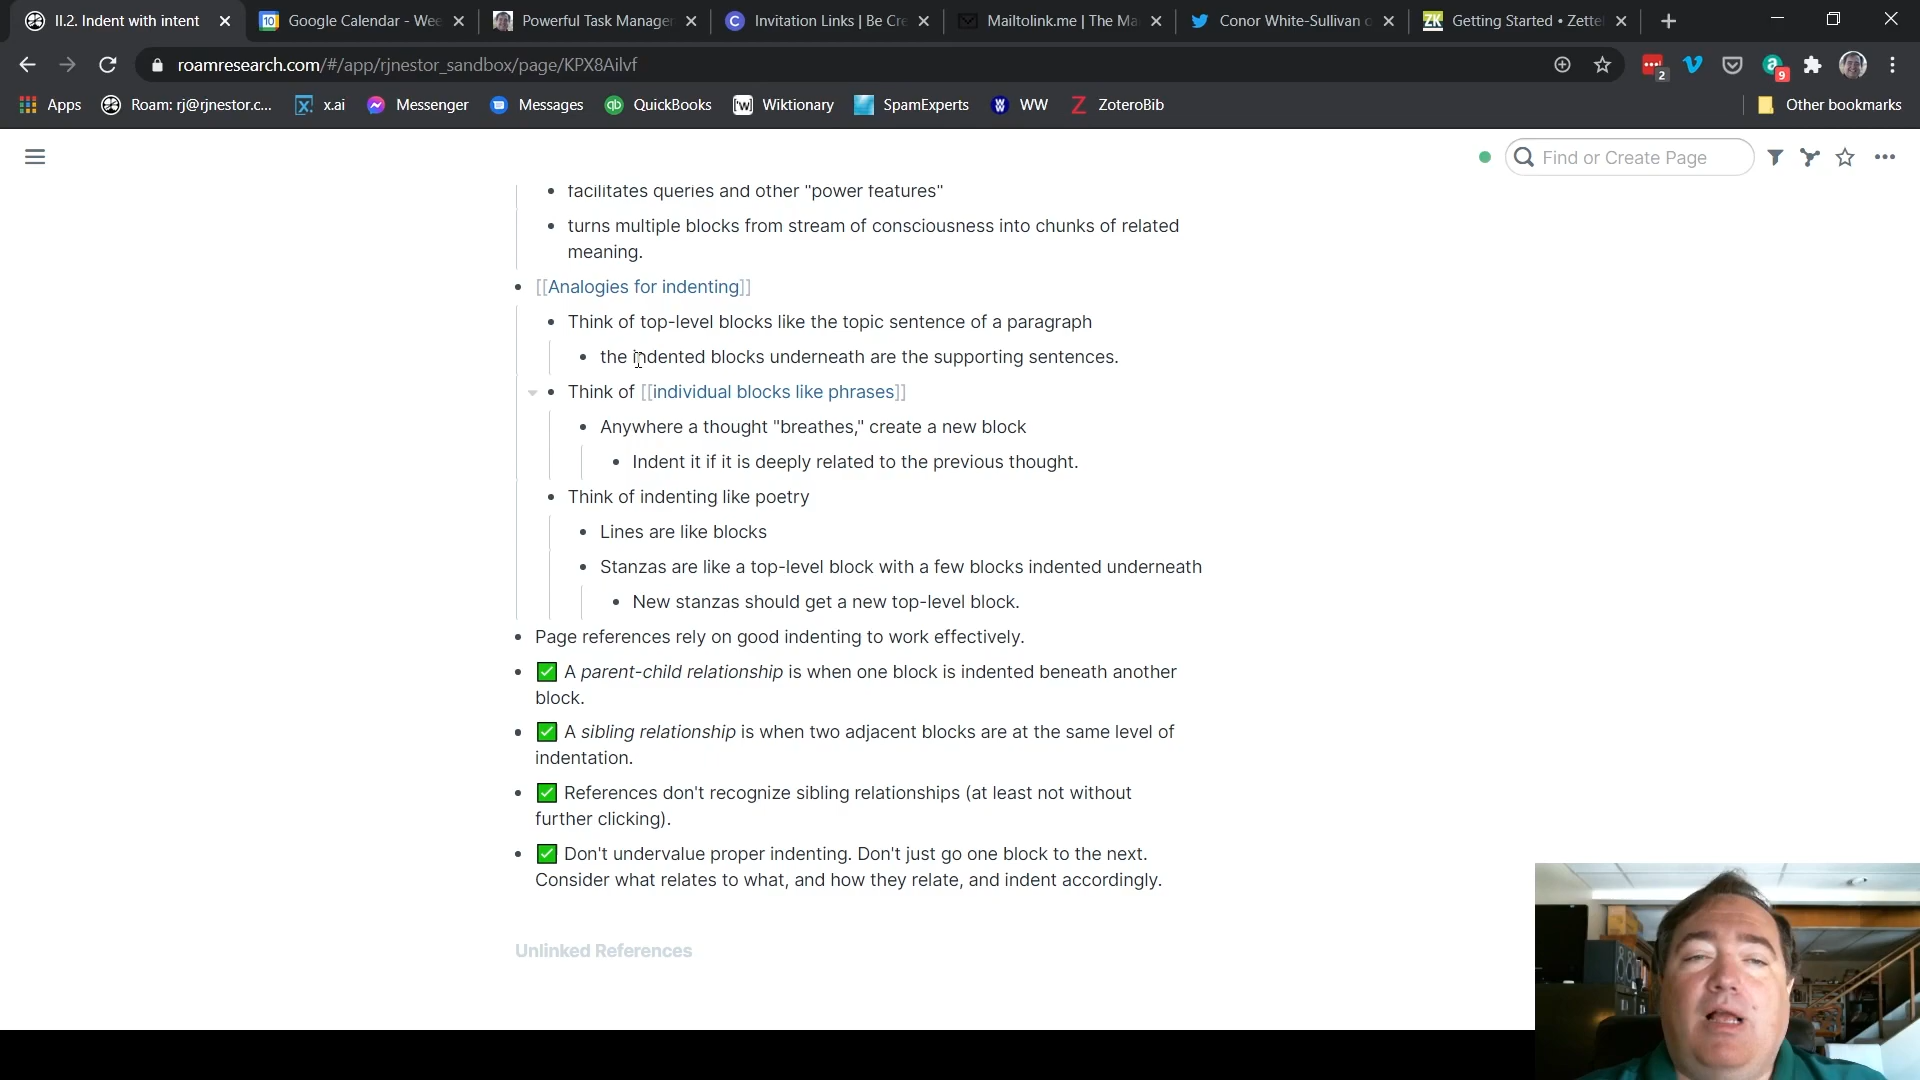 II.2. Indent with intent
Google Calendar - Wee
Powerful Task Manage
Invitation Links | Be Cre
Mailtolink.me | The Ma
Conor White-Sullivan o
ZK Getting Started • Zette
roamresearch.com/#/app/rjnestor_sandbox/page/KPX8Ailvf
2
9
Apps
Roam: rj@rjnestor.c...
x.ai
Messenger
Messages
QuickBooks
Wiktionary
SpamExperts
WW
ZoteroBib
Other bookmarks
Find or Create Page
facilitates queries and other "power features"
turns multiple blocks from stream of consciousness into chunks of related
meaning.
[[Analogies for indenting]]
Think of top-level blocks like the topic sentence of a paragraph
the indented blocks underneath are the supporting sentences.
Think of [[individual blocks like phrases]]
Anywhere a thought "breathes," create a new block
Indent it if it is deeply related to the previous thought.
Think of indenting like poetry
Lines are like blocks
Stanzas are like a top-level block with a few blocks indented underneath
New stanzas should get a new top-level block.
Page references rely on good indenting to work effectively.
✅ A parent-child relationship is when one block is indented beneath another
block.
✅ A sibling relationship is when two adjacent blocks are at the same level of
indentation.
✅ References don't recognize sibling relationships (at least not without
further clicking).
✅ Don't undervalue proper indenting. Don't just go one block to the next.
Consider what relates to what, and how they relate, and indent accordingly.
Unlinked References